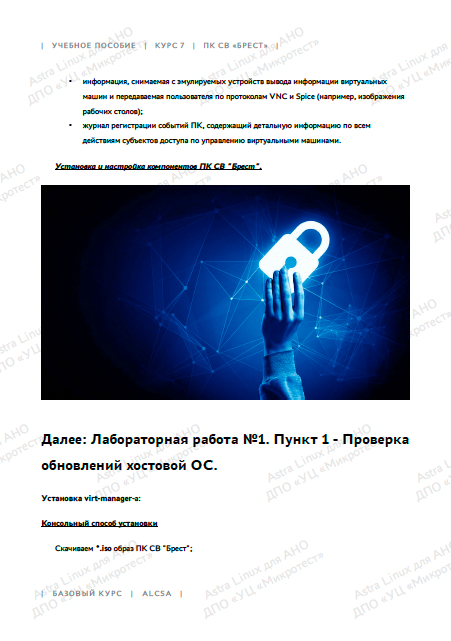 | УЧЕБНОЕ ПОСОБИЕ | КУРС 7 | ПК СВ «БРЕСТ» |
• информация, снимаемая с эмулируемых устройств вывода информации виртуальных
машин и передаваемая пользователя по протоколам VNC и Spice (например, изображения
рабочих столов);
• журнал регистрации событий ПК, содержащий детальную информацию по всем
действиям субъектов доступа по управлению виртуальными машинами.
Установка и настройка компонентов ПК СВ "Брест".
Далее: Лабораторная работа №1. Пункт 1 - Проверка
обновлений хостовой ОС.
Установка virt-manager-а:
Консольный способ установки
Скачиваем *.iso образ ПК СВ "Брест";
| БАЗОВЫЙ КУРС | ALCSA |
Astra Linux для АНО
ДПО «УЦ «Микротест»